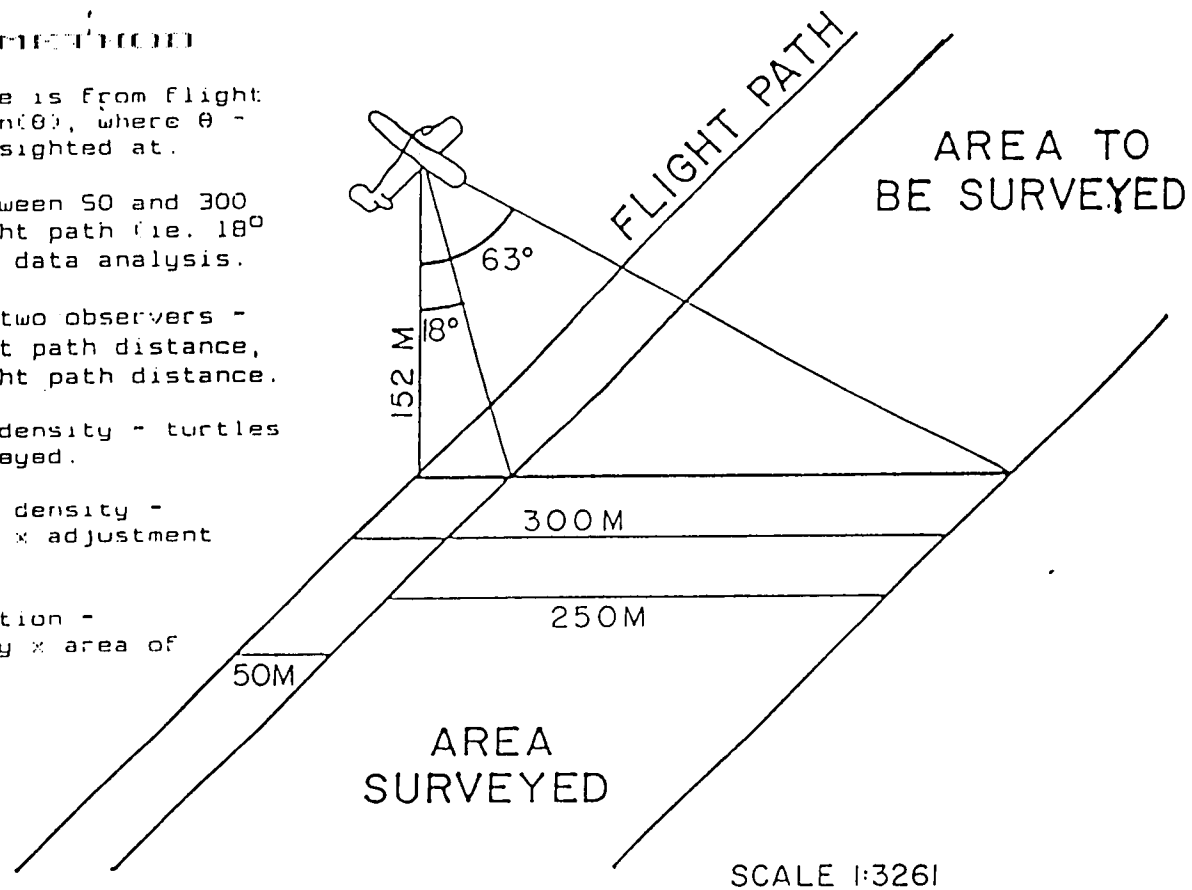 e is from flight
n(θ), where θ -
sighted at.
ween 50 and 300
ht path (ie. 18°
data analysis.
two observers -
t path distance,
ht path distance.
density - turtles
eyed.
density -
x adjustment
tion -
y x area of
FLIGHT PATH
AREA TO
BE SURVEYED
63°
18°
152 M
300M
250M
50M
AREA
SURVEYED
SCALE 1:3261